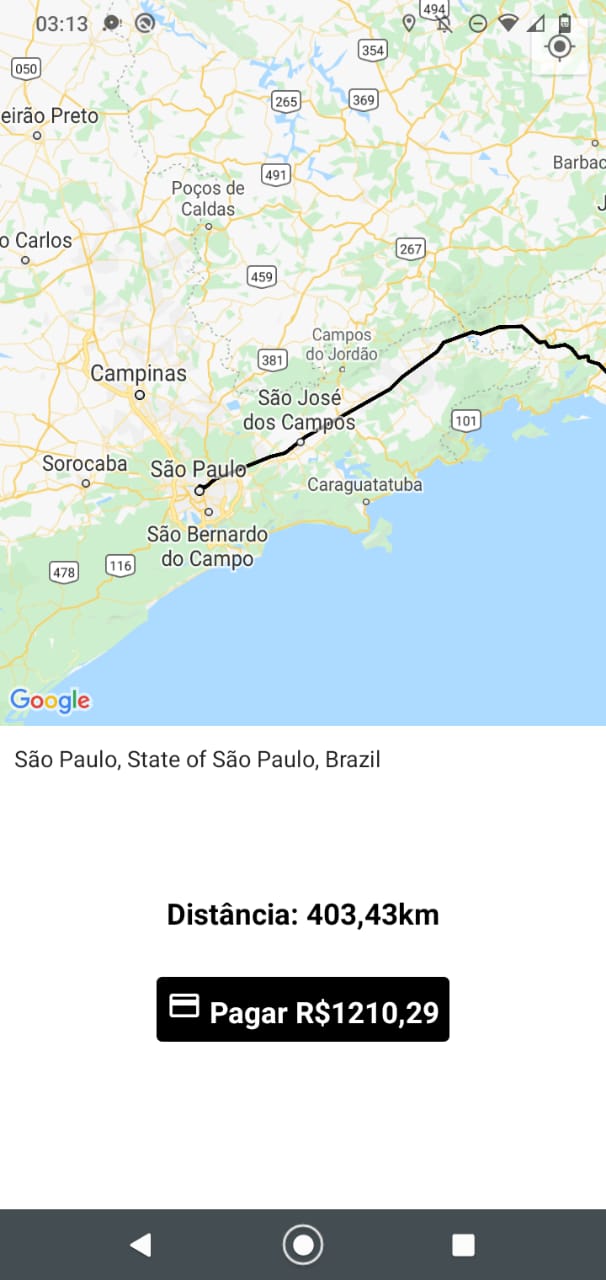 03:13
494
354
050
265
369
eirão Preto
Barbac
491
Poços de
Caldas
J
o Carlos
267
459
Campos
do Jordão
381
Campinas
São José
dos Campos
101
Sorocaba
São Paulo
Caraguatatuba
São Bernardo
do Campo
478
116
Google
São Paulo, State of São Paulo, Brazil
Distância: 403,43km
Pagar R$1210,29